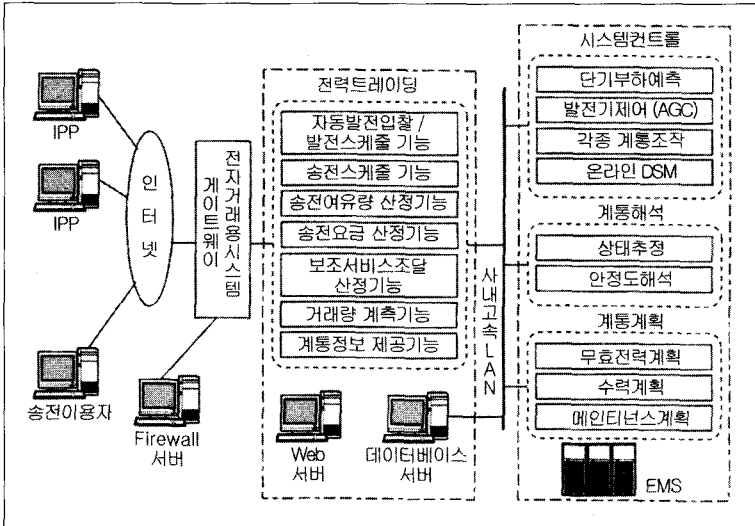 IPP
IPP
송전이용자
인터넷
전자거래용시스템
게이트웨이
Firewall
서버
전력트레이딩
자동발전입찰 /
발전스케줄 기능
송전스케줄 기능
송전여유량 산정기능
송전요금 산정기능
보조서비스조달
산정기능
거래량 계측기능
계통정보 제공기능
Web
서버
데이터베이스
서버
사내고속LAN
시스템컨트롤
단기부하예측
발전기제어 (AGC)
각종 계통조작
온라인 DSM
계통해석
상태추정
안정도해석
계통계획
무효전력계획
수력계획
메인티넌스계획
EMS